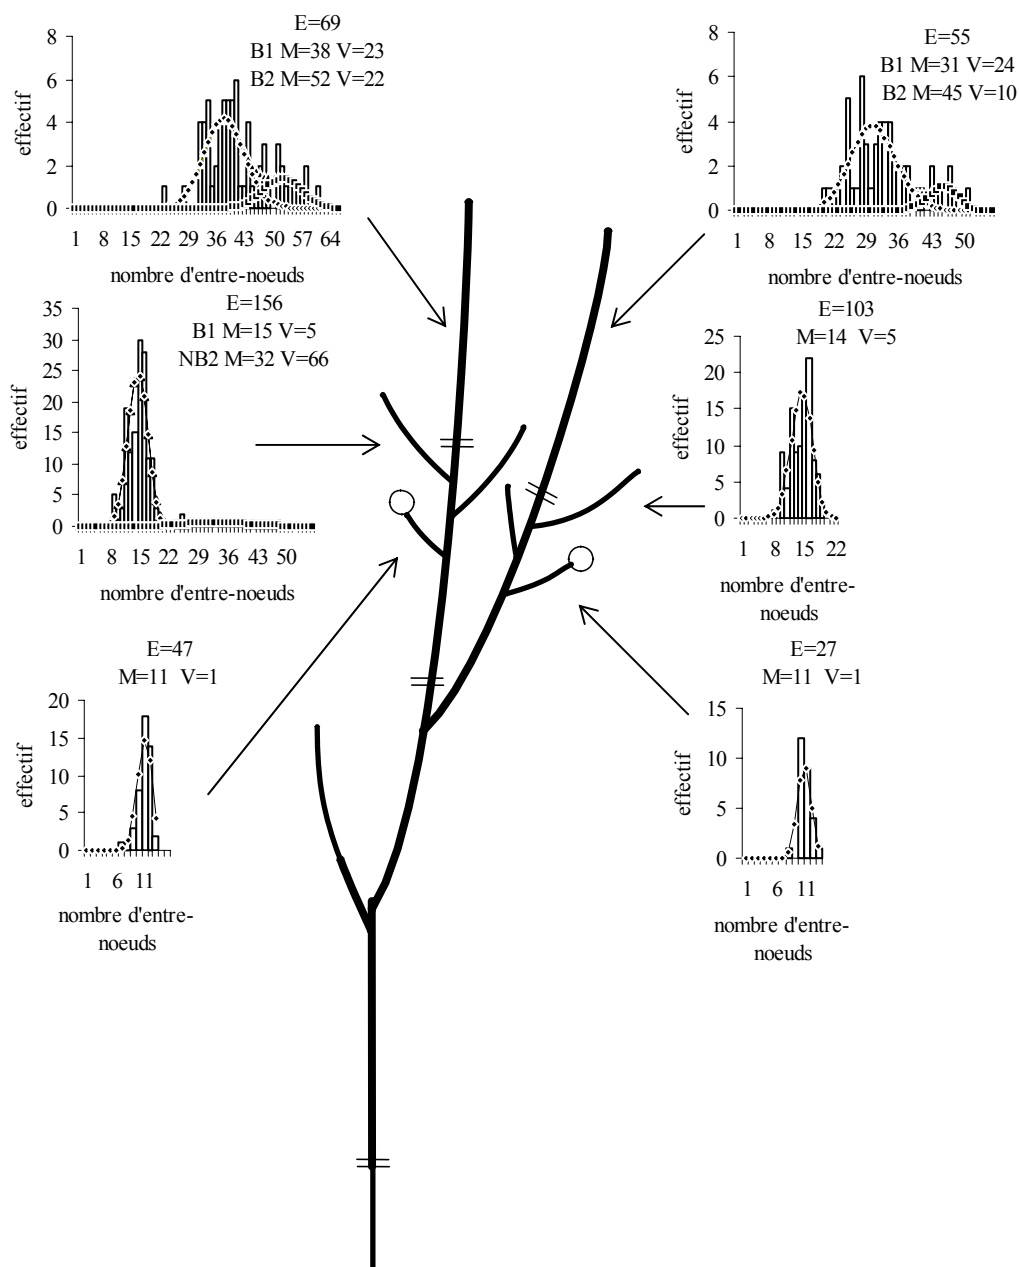 E=69
B1 M=38 V=23
B2 M=52 V=22
8
6
4
2
0
effectif
1 8 15 22 29 36 43 50 57 64
nombre d'entre-noeuds
E=55
B1 M=31 V=24
B2 M=45 V=10
8
6
4
2
0
effectif
1 8 15 22 29 36 43 50
nombre d'entre-noeuds
E=156
B1 M=15 V=5
NB2 M=32 V=66
35
30
25
20
15
10
5
0
effectif
1 8 15 22 29 36 43 50
nombre d'entre-noeuds
E=103
M=14 V=5
25
20
15
10
5
0
effectif
1 8 15 22
nombre d'entre-
noeuds
E=47
M=11 V=1
20
15
10
5
0
effectif
1 6 11
nombre d'entre-
noeuds
E=27
M=11 V=1
15
10
5
0
effectif
1 6 11
nombre d'entre-
noeuds